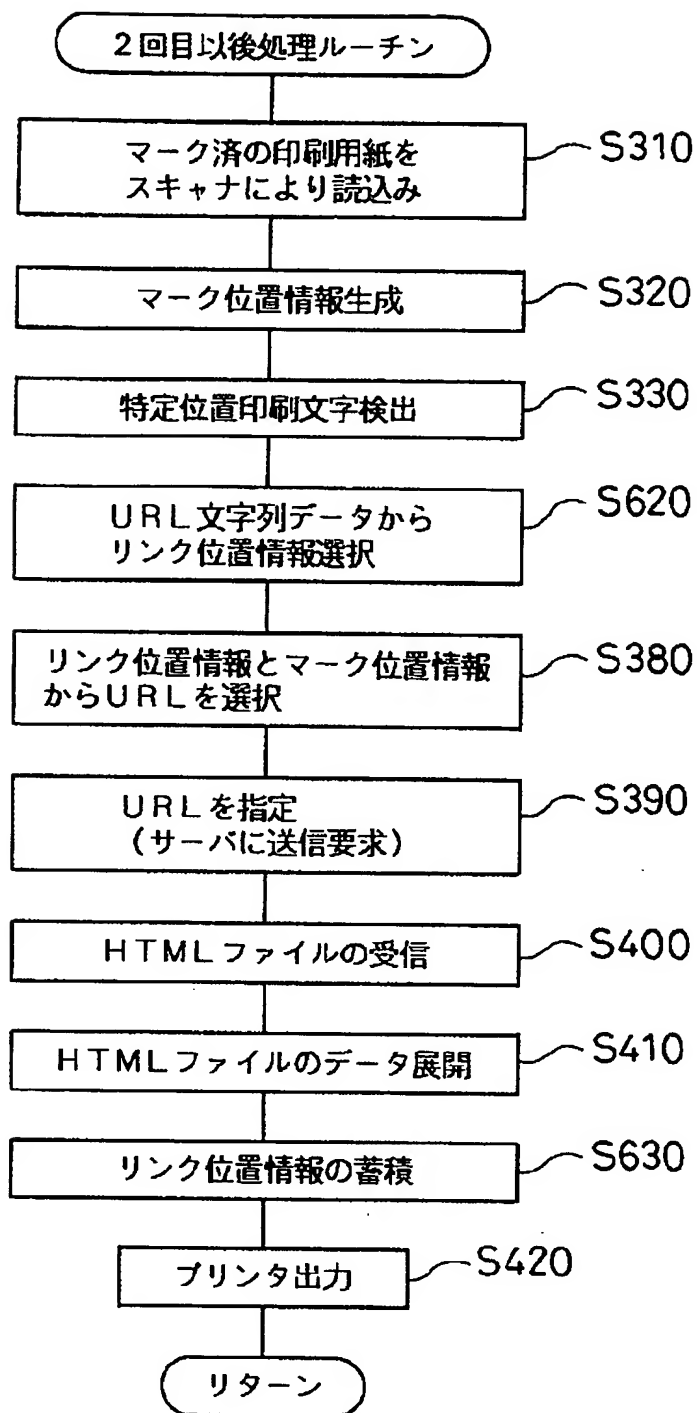 2回目以後処理ルーチン
マーク済の印刷用紙を
スキャナにより読込み
S310
マーク位置情報生成
S320
特定位置印刷文字検出
S330
URL文字列データから
リンク位置情報選択
S620
リンク位置情報とマーク位置情報
からURLを選択
S380
URLを指定
(サーバに送信要求)
S390
HTMLファイルの受信
S400
HTMLファイルのデータ展開
S410
リンク位置情報の蓄積
S630
プリンタ出力
S420
リターン